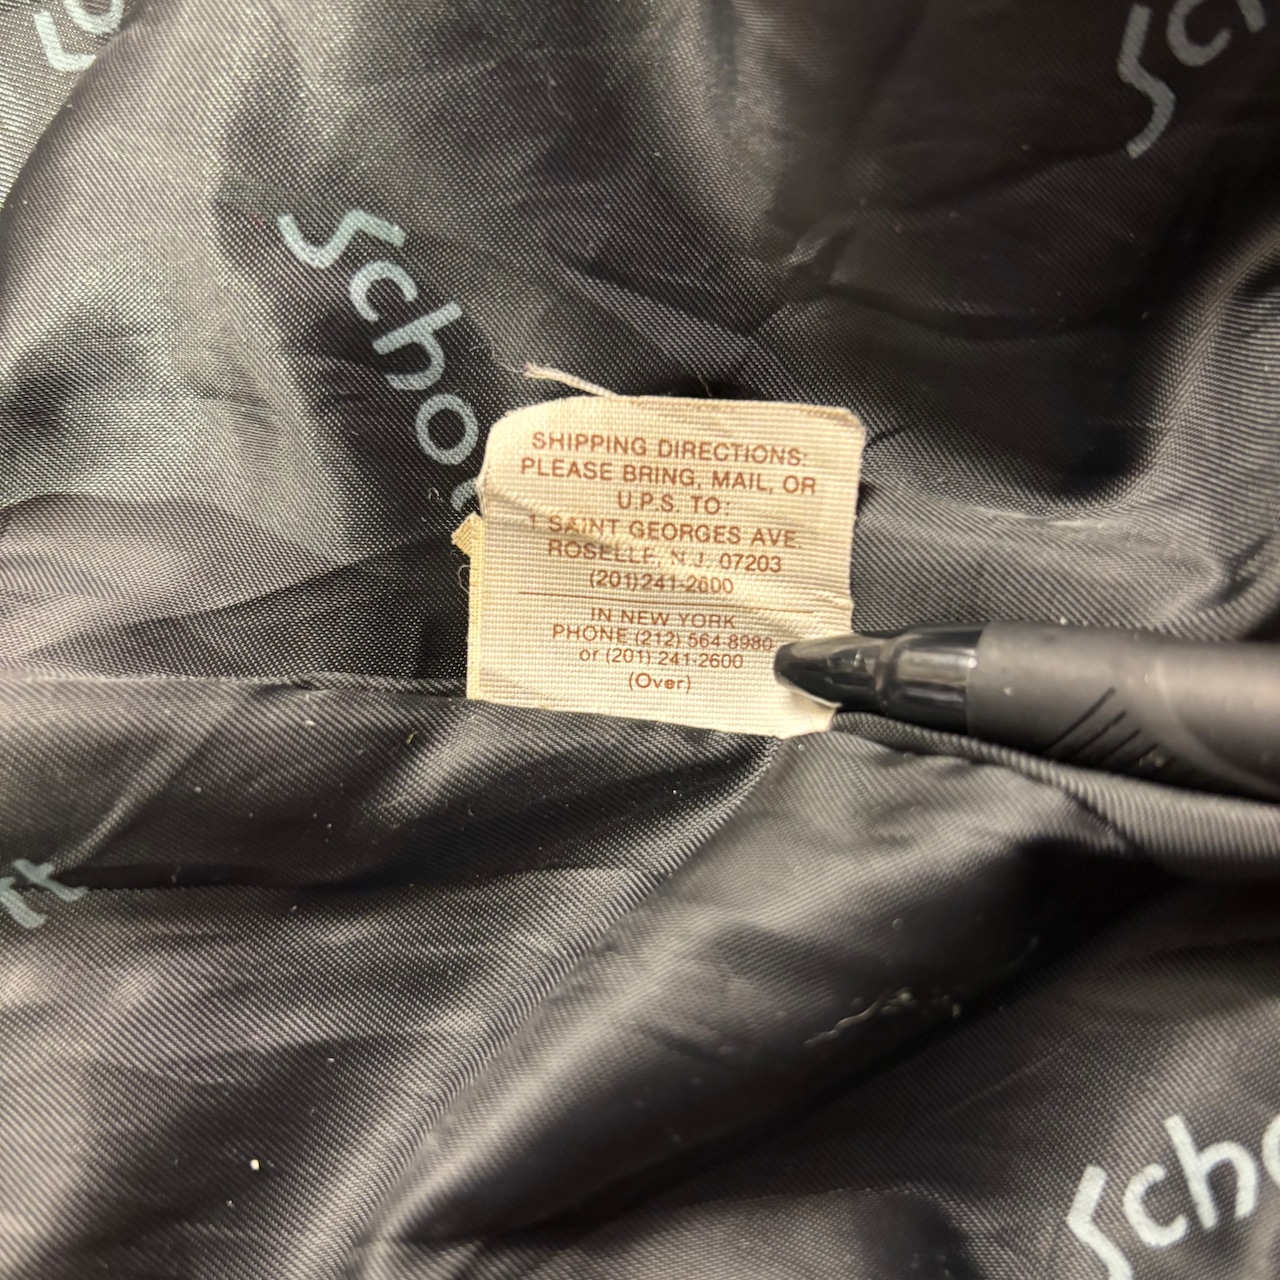 Scho
SHIPPING DIRECTIONS:
PLEASE BRING, MAIL, OR
U.P.S. TO:
1 SAINT GEORGES AVE.
ROSELLE, N.J. 07203
(201)241-2600
IN NEW YORK
PHONE (212) 564-8980
or (201) 241-2600
(Over)
tt
Scho